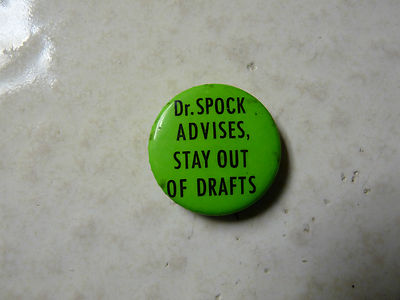 Dr. SPOCK
ADVISES,
STAY OUT
OF DRAFTS